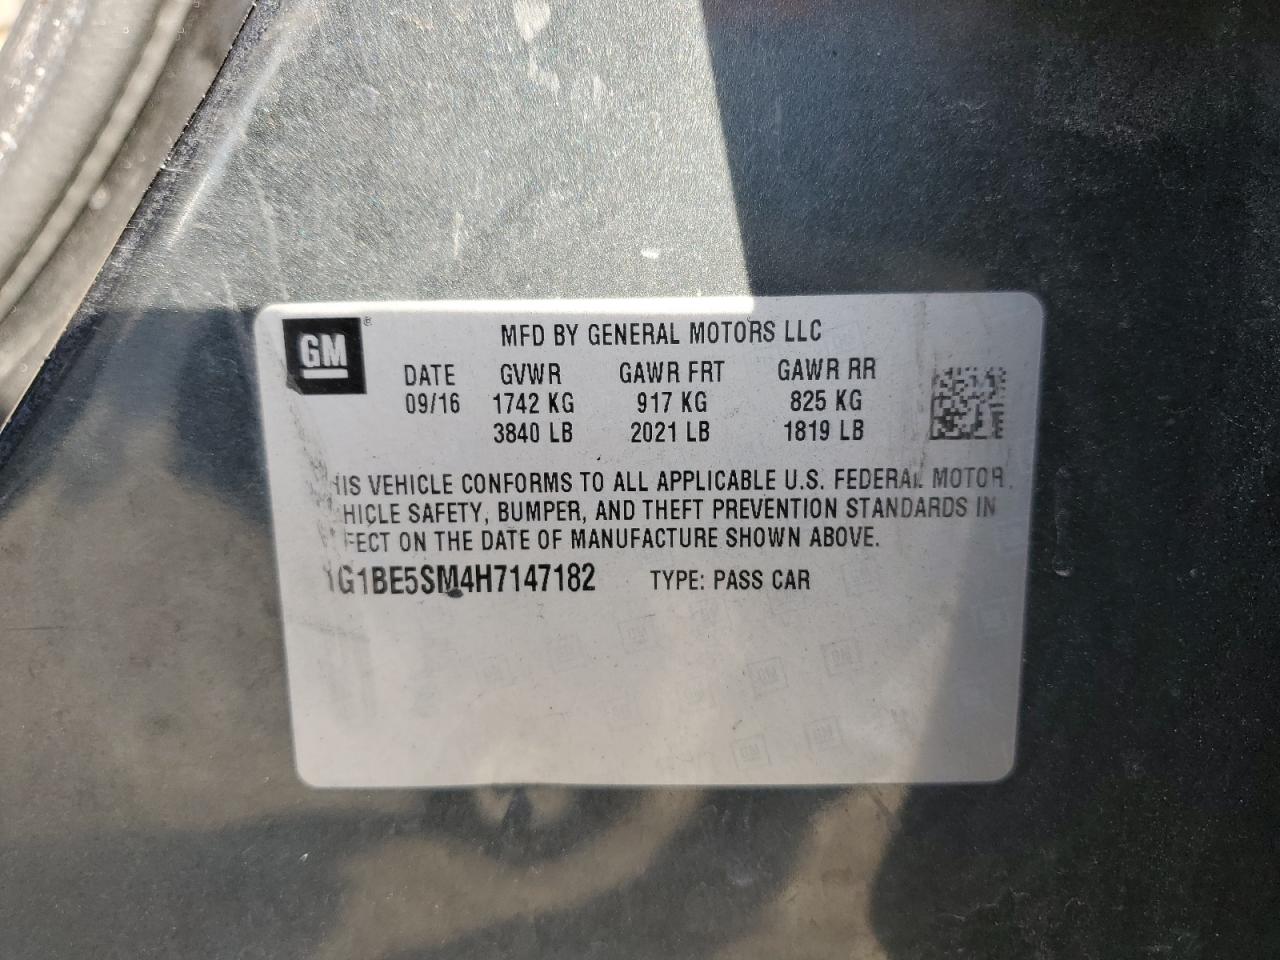 GM®
MFD BY GENERAL MOTORS LLC
DATE GVWR GAWR FRT GAWR RR
09/16 1742 KG 917 KG 825 KG
3840 LB 2021 LB 1819 LB
HIS VEHICLE CONFORMS TO ALL APPLICABLE U.S. FEDERAL MOTOR
HICLE SAFETY, BUMPER, AND THEFT PREVENTION STANDARDS IN
FECT ON THE DATE OF MANUFACTURE SHOWN ABOVE.
1G1BE5SM4H7147182 TYPE: PASS CAR